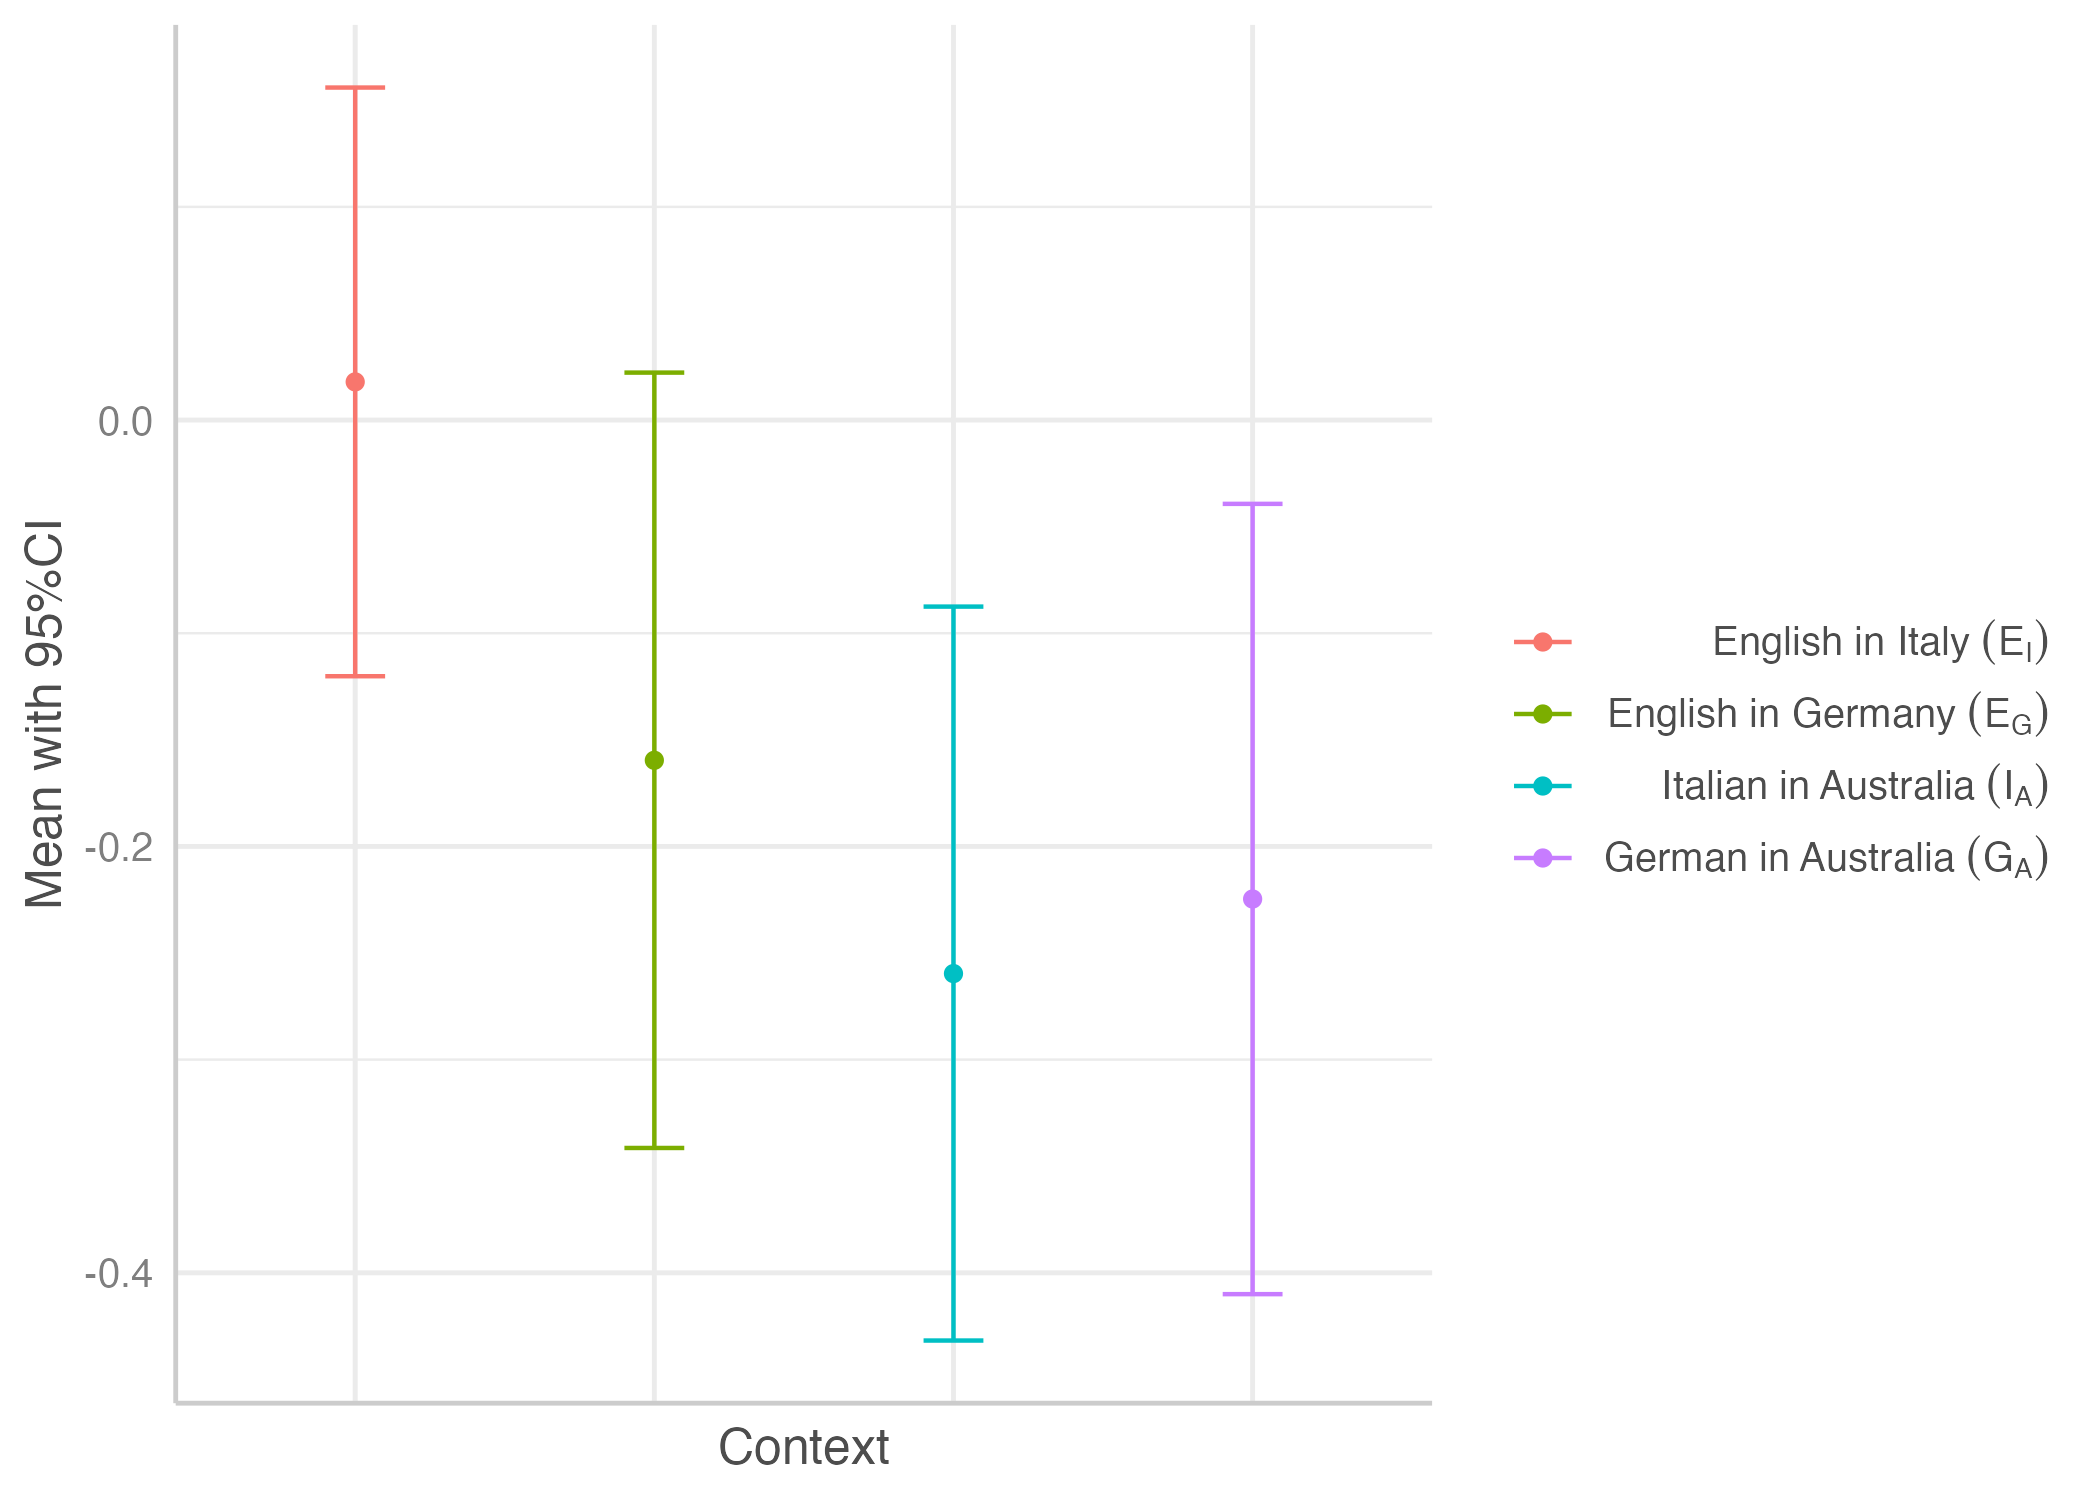 Mean with 95%CI
0.0
-0.2
-0.4
Context
English in Italy (E_I)
English in Germany (E_G)
Italian in Australia (I_A)
German in Australia (G_A)